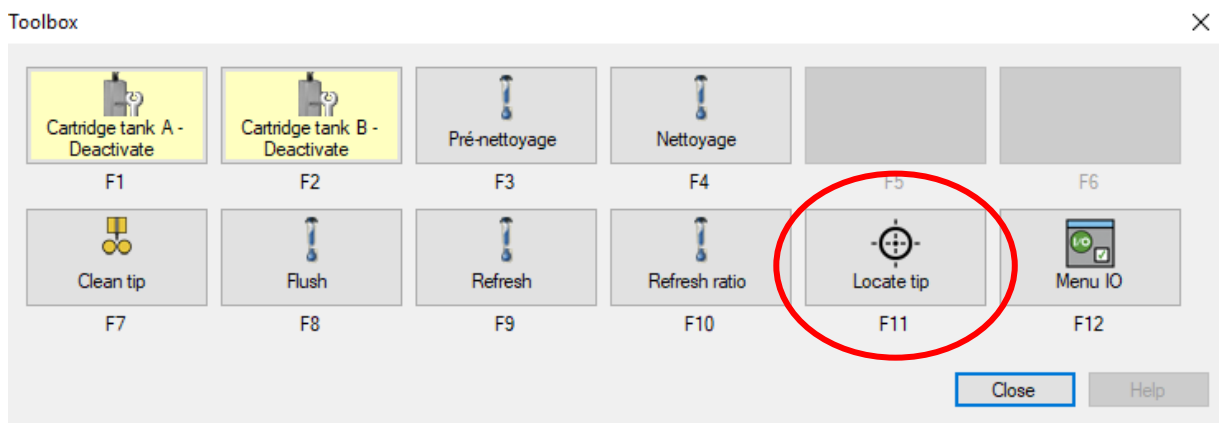 Toolbox
Cartridge tank A -
Deactivate
Cartridge tank B -
Deactivate
Pré-nettoyage
Nettoyage
F1
F2
F3
F4
F5
F6
Clean tip
Flush
Refresh
Refresh ratio
Locate tip
I/O
Menu IO
F7
F8
F9
F10
F11
F12
Close
Help